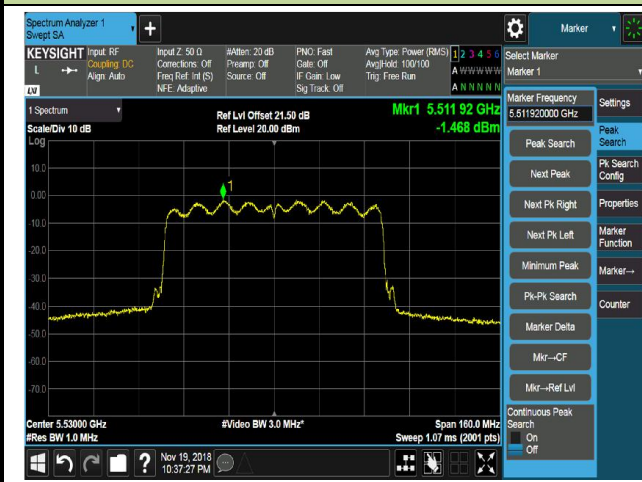 Spectrum Analyzer 1
Swept SA
+
Marker
KEYSIGHT
L
LXI
Input: RF
Coupling: DC
Align: Auto
Input Z: 50 Ω
Corrections: Off
Freq Ref: Int (S)
NFE: Adaptive
#Atten: 20 dB
Preamp: Off
Source: Off
PNO: Fast
Gate: Off
IF Gain: Low
Sig Track: Off
Avg Type: Power (RMS)
Avg|Hold: 100/100
Trig: Free Run
1 2 3 4 5 6
A W W W W W
A N N N N N
Select Marker
Marker 1
1 Spectrum
Scale/Div 10 dB
Log
Ref Lvl Offset 21.50 dB
Ref Level 20.00 dBm
Mkr1 5.511 92 GHz
-1.468 dBm
1
10.0
0.00
-10.0
-20.0
-30.0
-40.0
-50.0
-60.0
-70.0
Center 5.53000 GHz
#Res BW 1.0 MHz
#Video BW 3.0 MHz*
Span 160.0 MHz
Sweep 1.07 ms (2001 pts)
Marker Frequency
5.511920000 GHz
Peak Search
Next Peak
Next Pk Right
Next Pk Left
Minimum Peak
Pk-Pk Search
Marker Delta
Mkr→CF
Mkr→Ref Lvl
Continuous Peak
Search
On
Off
Settings
Peak
Search
Pk Search
Config
Properties
Marker
Function
Marker→
Counter
?
Nov 19, 2018
10:37:27 PM